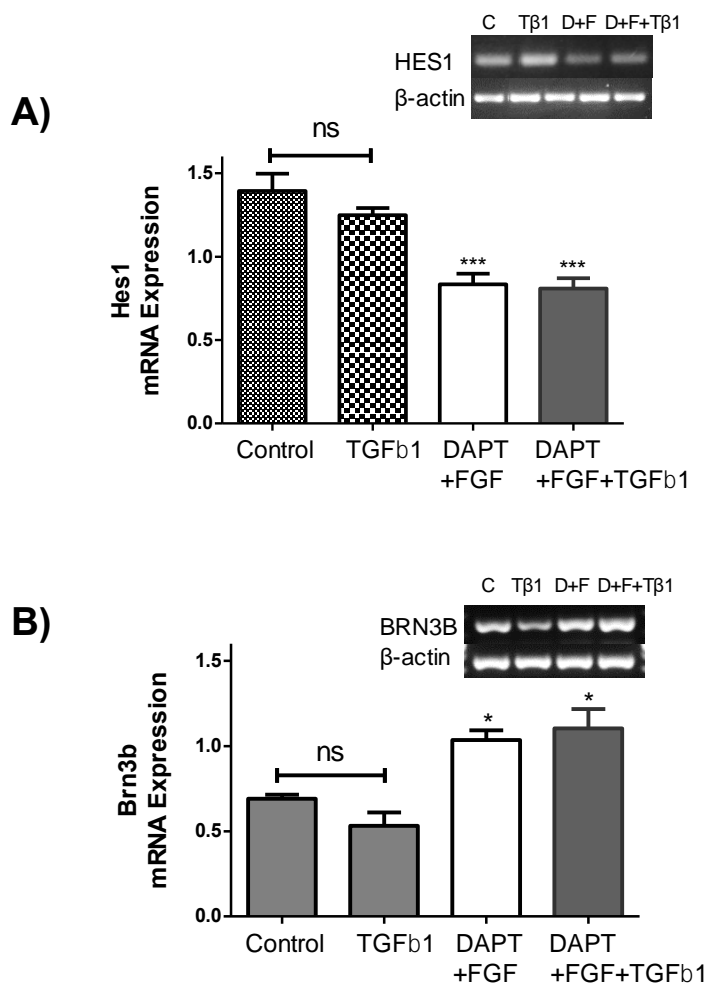 C Tβ1 D+F D+F+Tβ1
HES1
β-actin
A)
ns
1.5
1.0
0.5
0.0
Hes1
mRNA Expression
*** ***
Control TGFb1 DAPT +FGF DAPT +FGF+TGFb1
C Tβ1 D+F D+F+Tβ1
B)
BRN3B
β-actin
ns
* *
1.5
1.0
0.5
0.0
Brn3b
mRNA Expression
Control TGFb1 DAPT +FGF DAPT +FGF+TGFb1